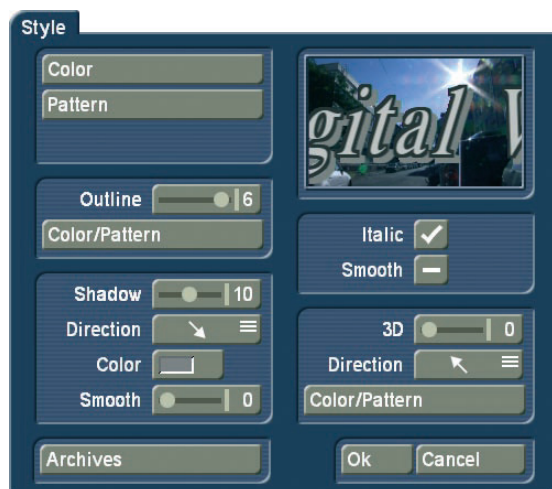 Style
Color
Pattern
Outline 6
Color/Pattern
Shadow 10
Direction
Color
Smooth 0
Archives
gital
Italic
Smooth
3D 0
Direction
Color/Pattern
Ok Cancel